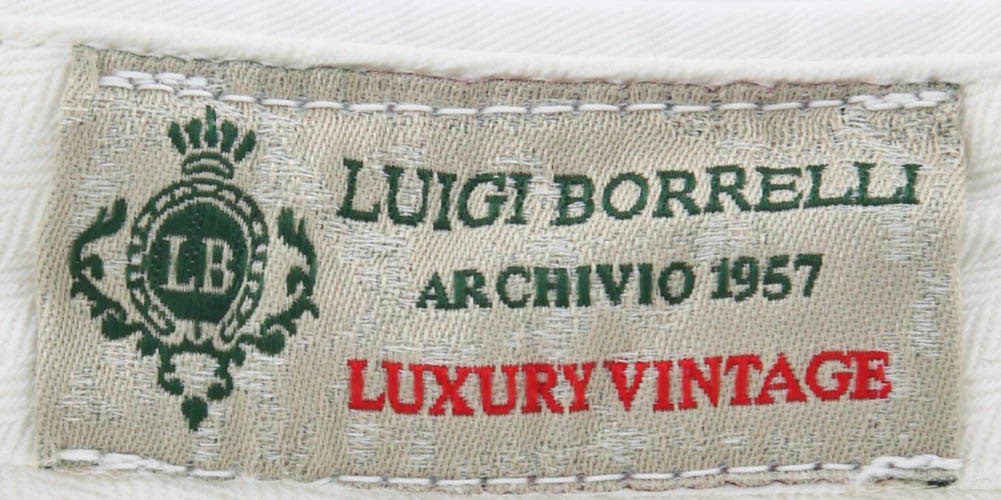 LB
LUIGI BORRELLI
ARCHIVIO 1957
LUXURY VINTAGE